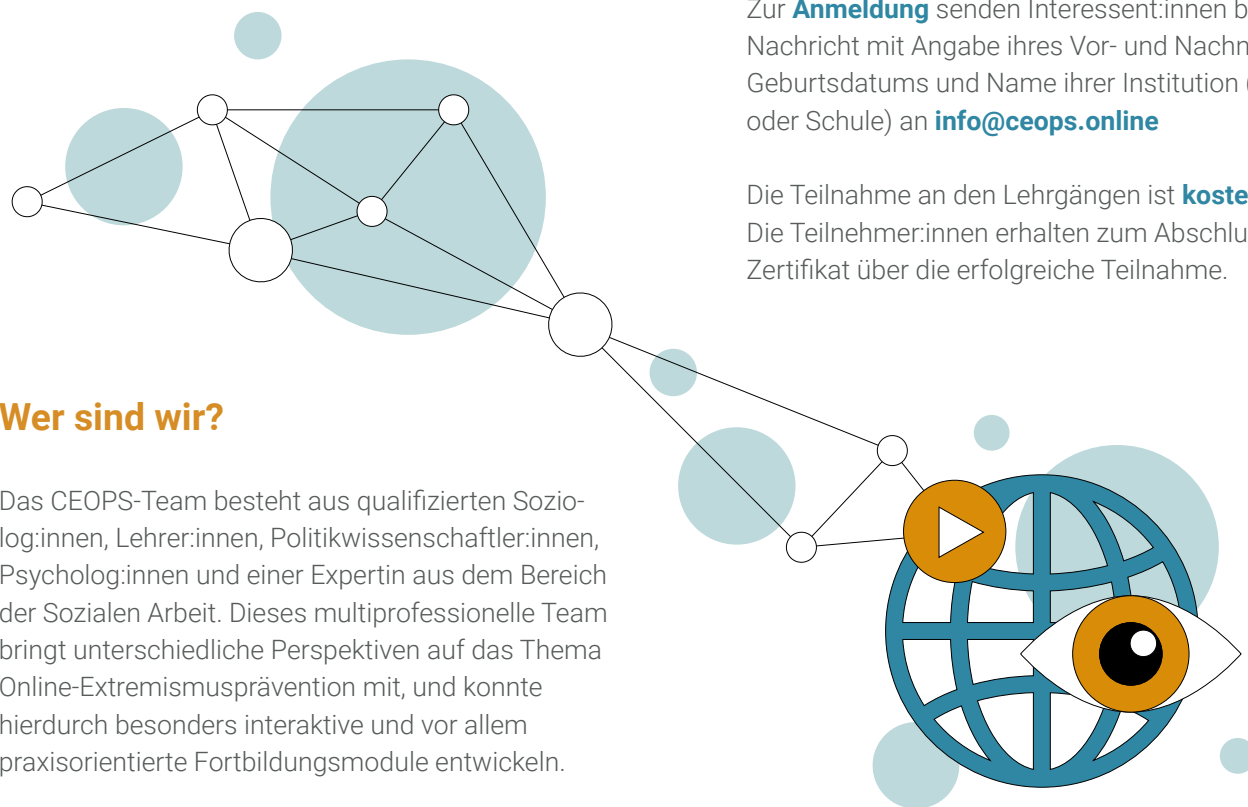 Zur Anmeldung senden Interessent:innen
Nachricht mit Angabe ihres Vor- und
Geburtsdatums und Name ihrer Institution
oder Schule) an info@ceops.online
Die Teilnahme an den Lehrgängen ist
Die Teilnehmer:innen erhalten zum
Zertifikat über die erfolgreiche Teilnahme.
Wer sind wir?
Das CEOPS-Team besteht aus qualifizierten Sozio-
log:innen, Lehrer:innen, Politikwissenschaftler:innen,
Psycholog:innen und einer Expertin aus dem Bereich
der Sozialen Arbeit. Dieses multiprofessionelle Team
bringt unterschiedliche Perspektiven auf das Thema
Online-Extremismusprävention mit, und konnte
hierdurch besonders interaktive und vor allem
praxisorientierte Fortbildungsmodule entwickeln.